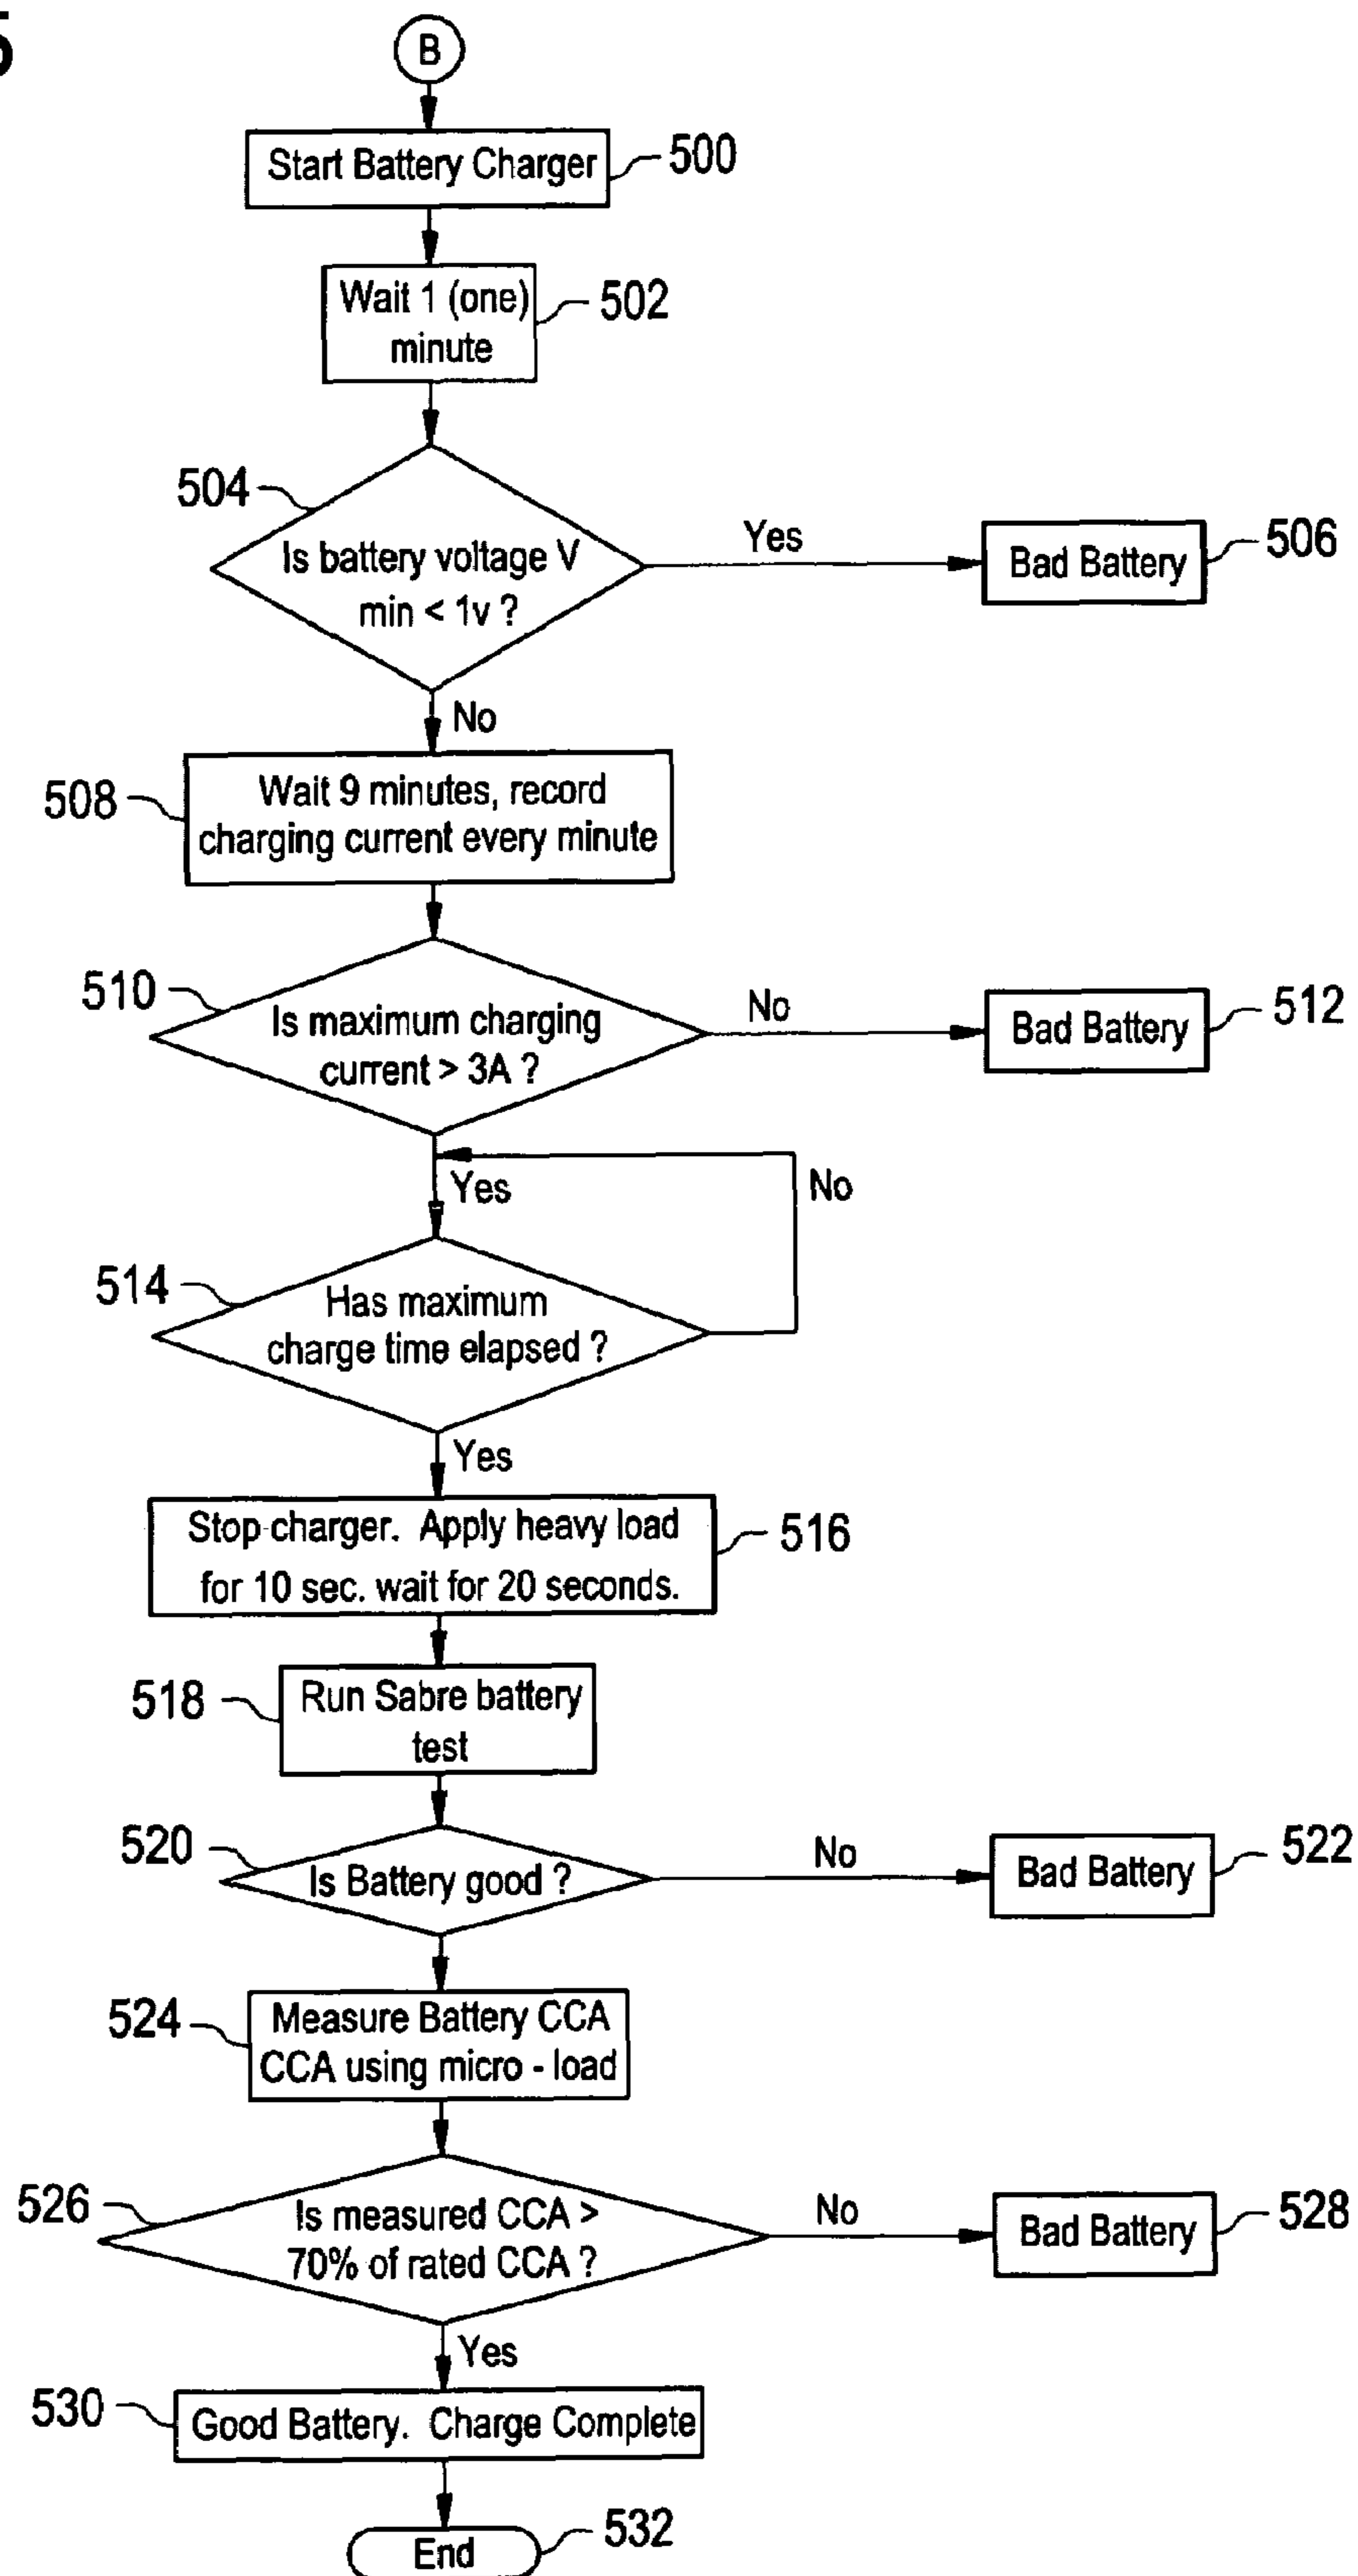 5
B
Start Battery Charger
500
Wait 1 (one)
minute
502
504
Is battery voltage V
min < 1v ?
Yes
Bad Battery
506
No
508
Wait 9 minutes, record
charging current every minute
510
Is maximum charging
current > 3A ?
No
Bad Battery
512
Yes
No
514
Has maximum
charge time elapsed ?
Yes
Stop charger. Apply heavy load
for 10 sec. wait for 20 seconds.
516
518
Run Sabre battery
test
520
Is Battery good ?
No
Bad Battery
522
524
Measure Battery CCA
CCA using micro - load
526
Is measured CCA >
70% of rated CCA ?
No
Bad Battery
528
Yes
530
Good Battery. Charge Complete
End
532